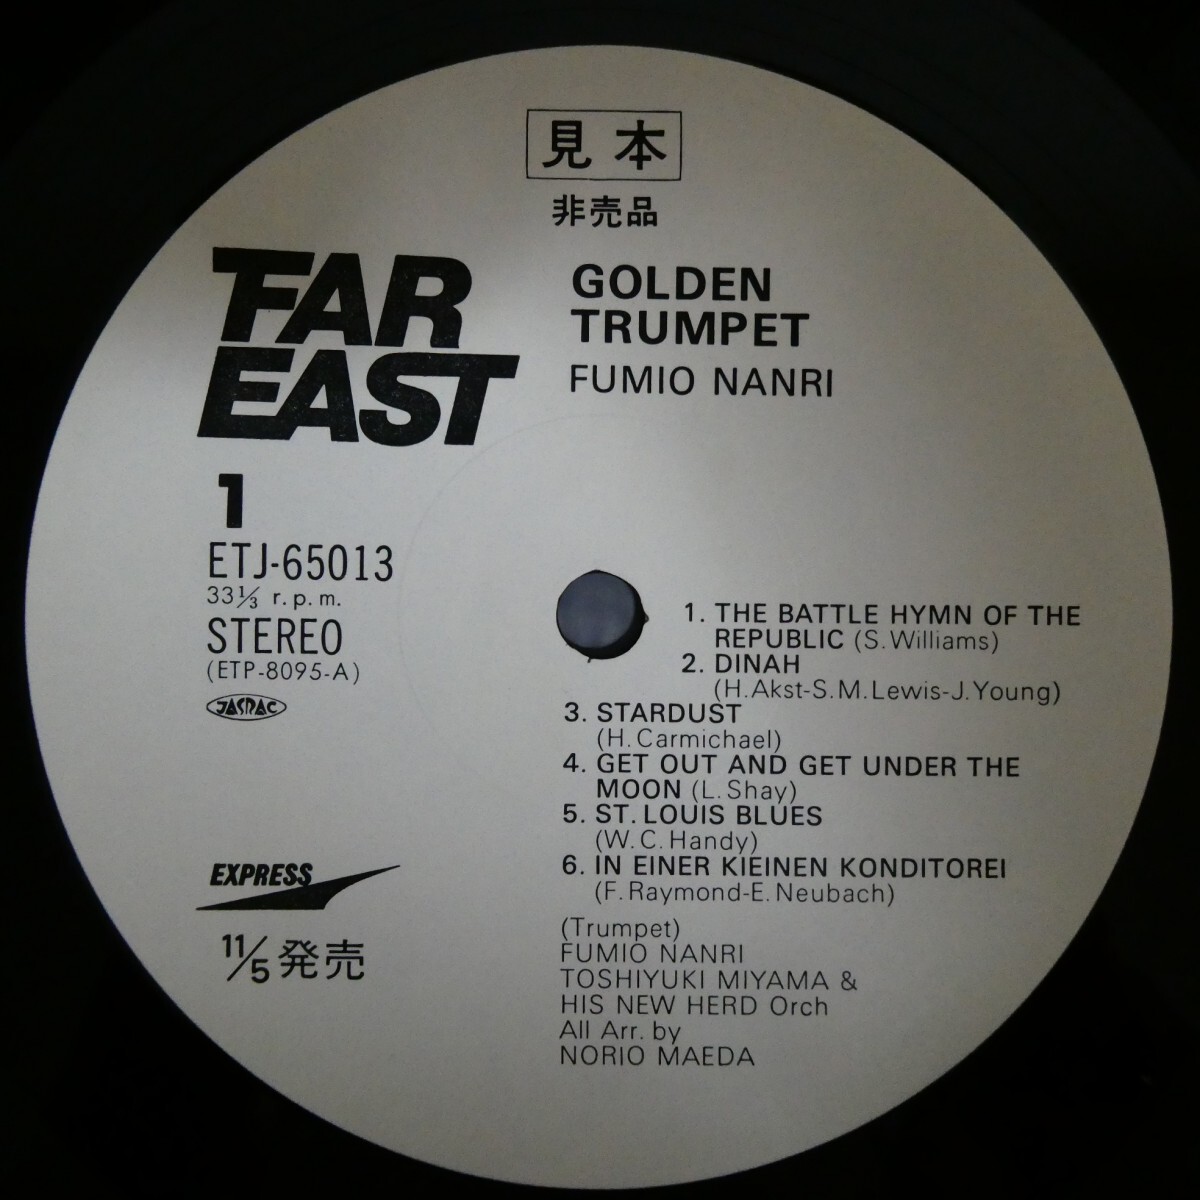 見本
非売品
FAR
EAST
GOLDEN
TRUMPET
FUMIO NANRI
1
ETJ-65013
33⅓ r.p.m.
STEREO
(ETP-8095-A)
JASRAC
1. THE BATTLE HYMN OF THE
REPUBLIC (S. Williams)
2. DINAH
(H.Akst-S.M.Lewis-J.Young)
3. STARDUST
(H. Carmichael)
4. GET OUT AND GET UNDER THE
MOON (L. Shay)
5. ST. LOUIS BLUES
(W.C. Handy)
6. IN EINER KIEINEN KONDITOREI
(F. Raymond-E. Neubach)
(Trumpet)
FUMIO NANRI
TOSHIYUKI MIYAMA &
HIS NEW HERD Orch
All Arr. by
NORIO MAEDA
EXPRESS
11/5発売